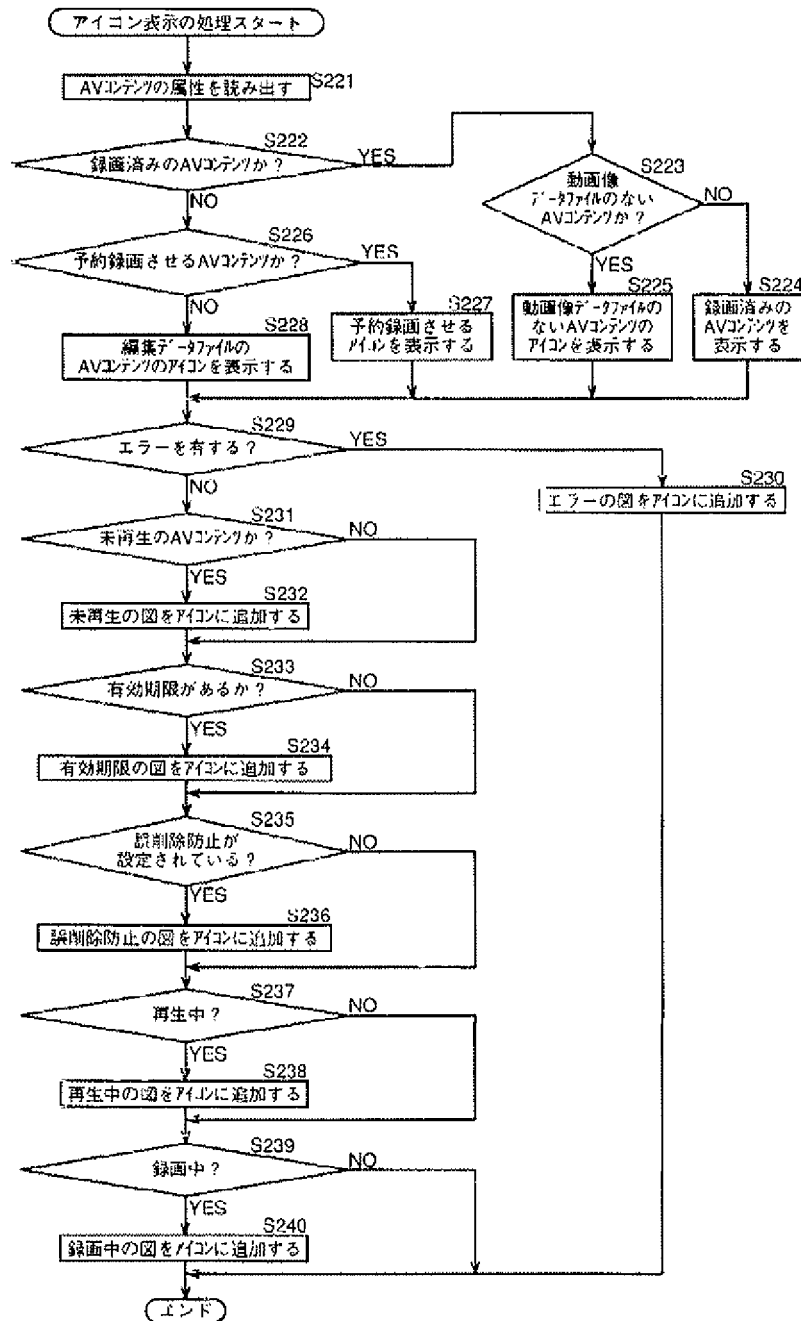 アイコン表示の処理スタート
S221
AVコンテンツの属性を読み出す
S222
録画済みのAVコンテンツか？
YES
NO
S223
動画像
データファイルのない
AVコンテンツか？
NO
YES
S224
録画済みの
AVコンテンツを
表示する
S225
動画像データファイルの
ないAVコンテンツの
アイコンを表示する
S226
予約録画させるAVコンテンツか？
YES
NO
S227
予約録画させる
アイコンを表示する
S228
編集データファイルの
AVコンテンツのアイコンを表示する
S229
エラーを有する？
YES
NO
S230
エラーの図をアイコンに追加する
S231
未再生のAVコンテンツか？
NO
YES
S232
未再生の図をアイコンに追加する
S233
有効期限があるか？
NO
YES
S234
有効期限の図をアイコンに追加する
S235
誤削除防止が
設定されている？
NO
YES
S236
誤削除防止の図をアイコンに追加する
S237
再生中？
NO
YES
S238
再生中の図をアイコンに追加する
S239
録画中？
NO
YES
S240
録画中の図をアイコンに追加する
エンド